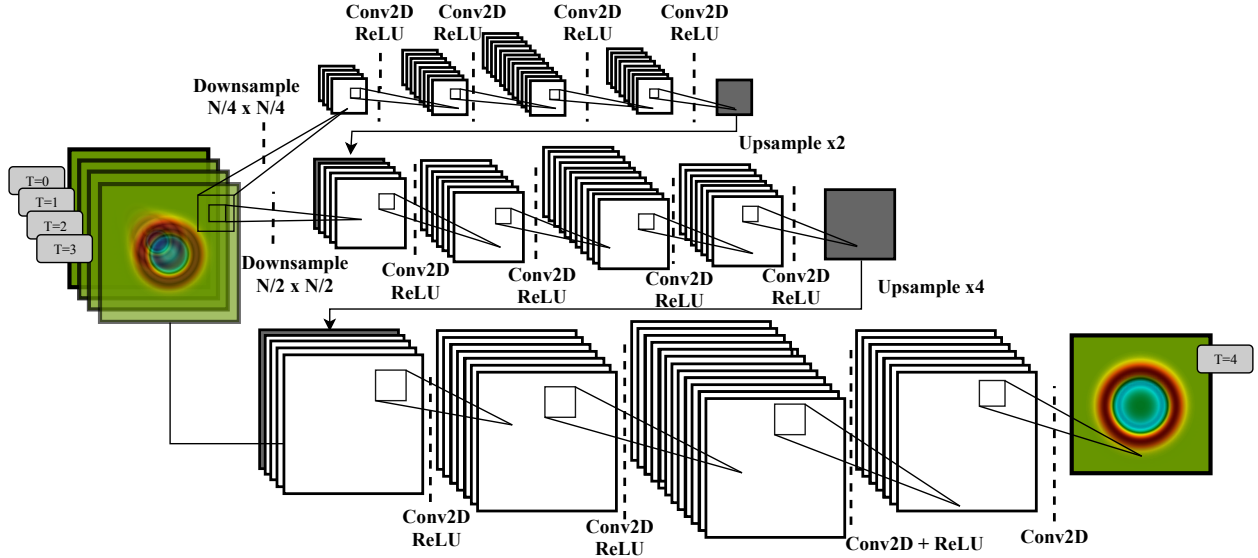 Conv2D
ReLU
Conv2D
ReLU
Conv2D
ReLU
Conv2D
ReLU
Downsample
N/4 x N/4
Upsample x2
T=0
T=1
T=2
T=3
Downsample
N/2 x N/2
Conv2D
ReLU
Conv2D
ReLU
Conv2D
ReLU
Conv2D
ReLU
Upsample x4
T=4
Conv2D
ReLU
Conv2D
ReLU
Conv2D + ReLU
Conv2D